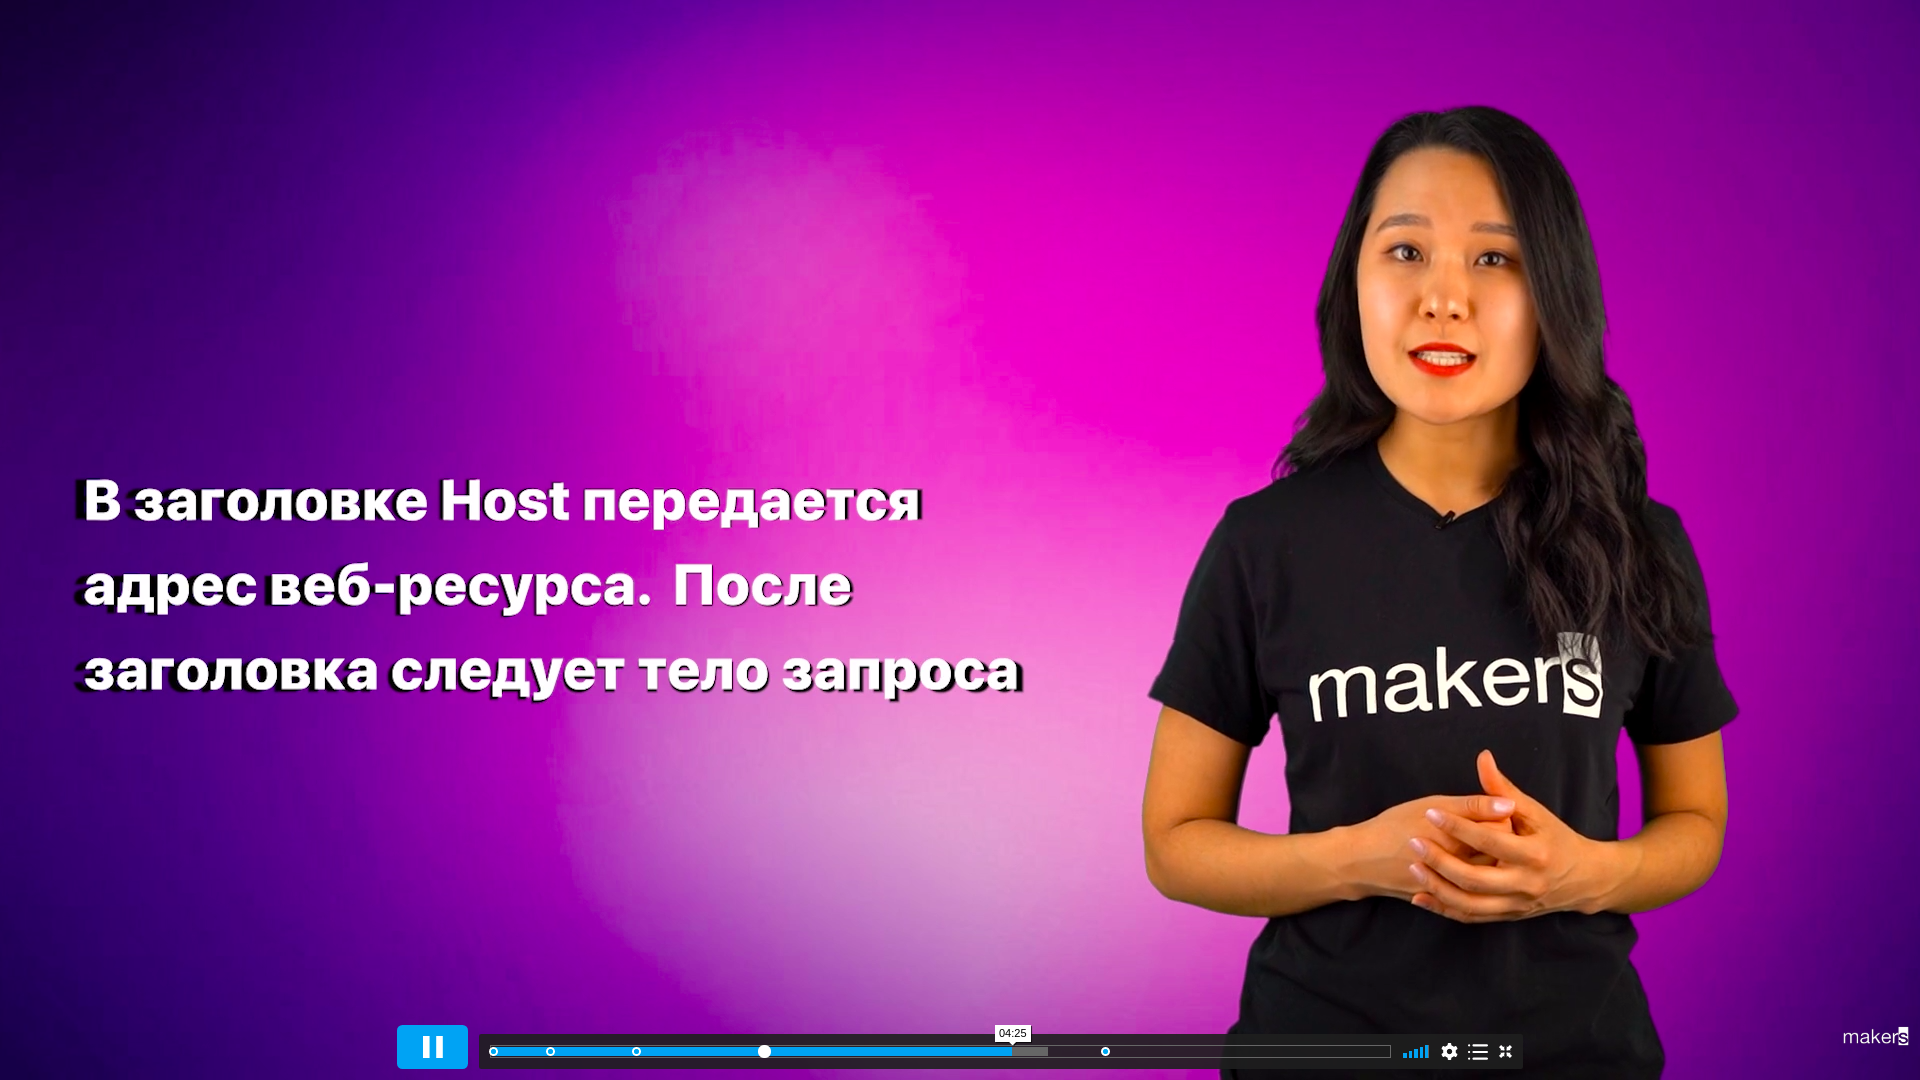 В заголовке Host передается
адрес веб-ресурса. После
заголовка следует тело запроса
makers
04:25
makers